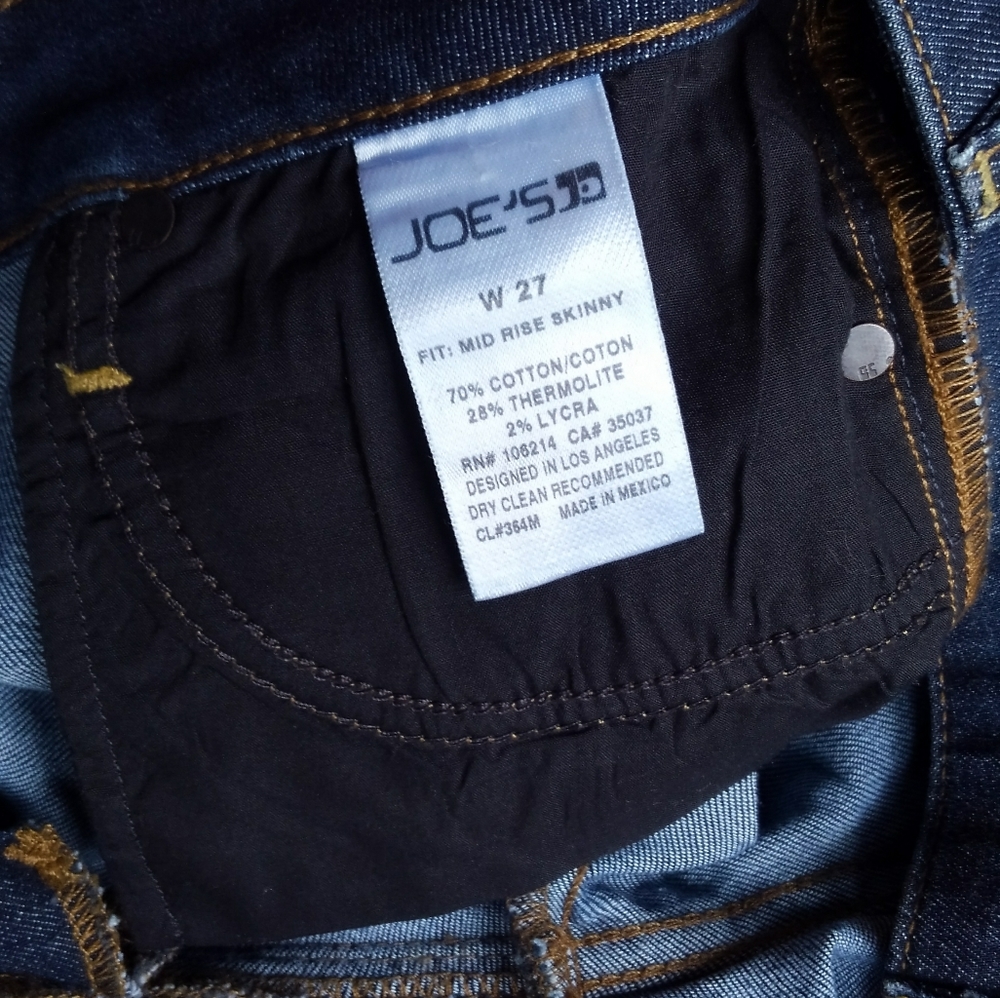 JOE'S
W 27
FIT: MID RISE SKINNY
70% COTTON/COTON
28% THERMOLITE
2% LYCRA
RN# 106214 CA# 35037
DESIGNED IN LOS ANGELES
DRY CLEAN RECOMMENDED
CL#364M MADE IN MEXICO